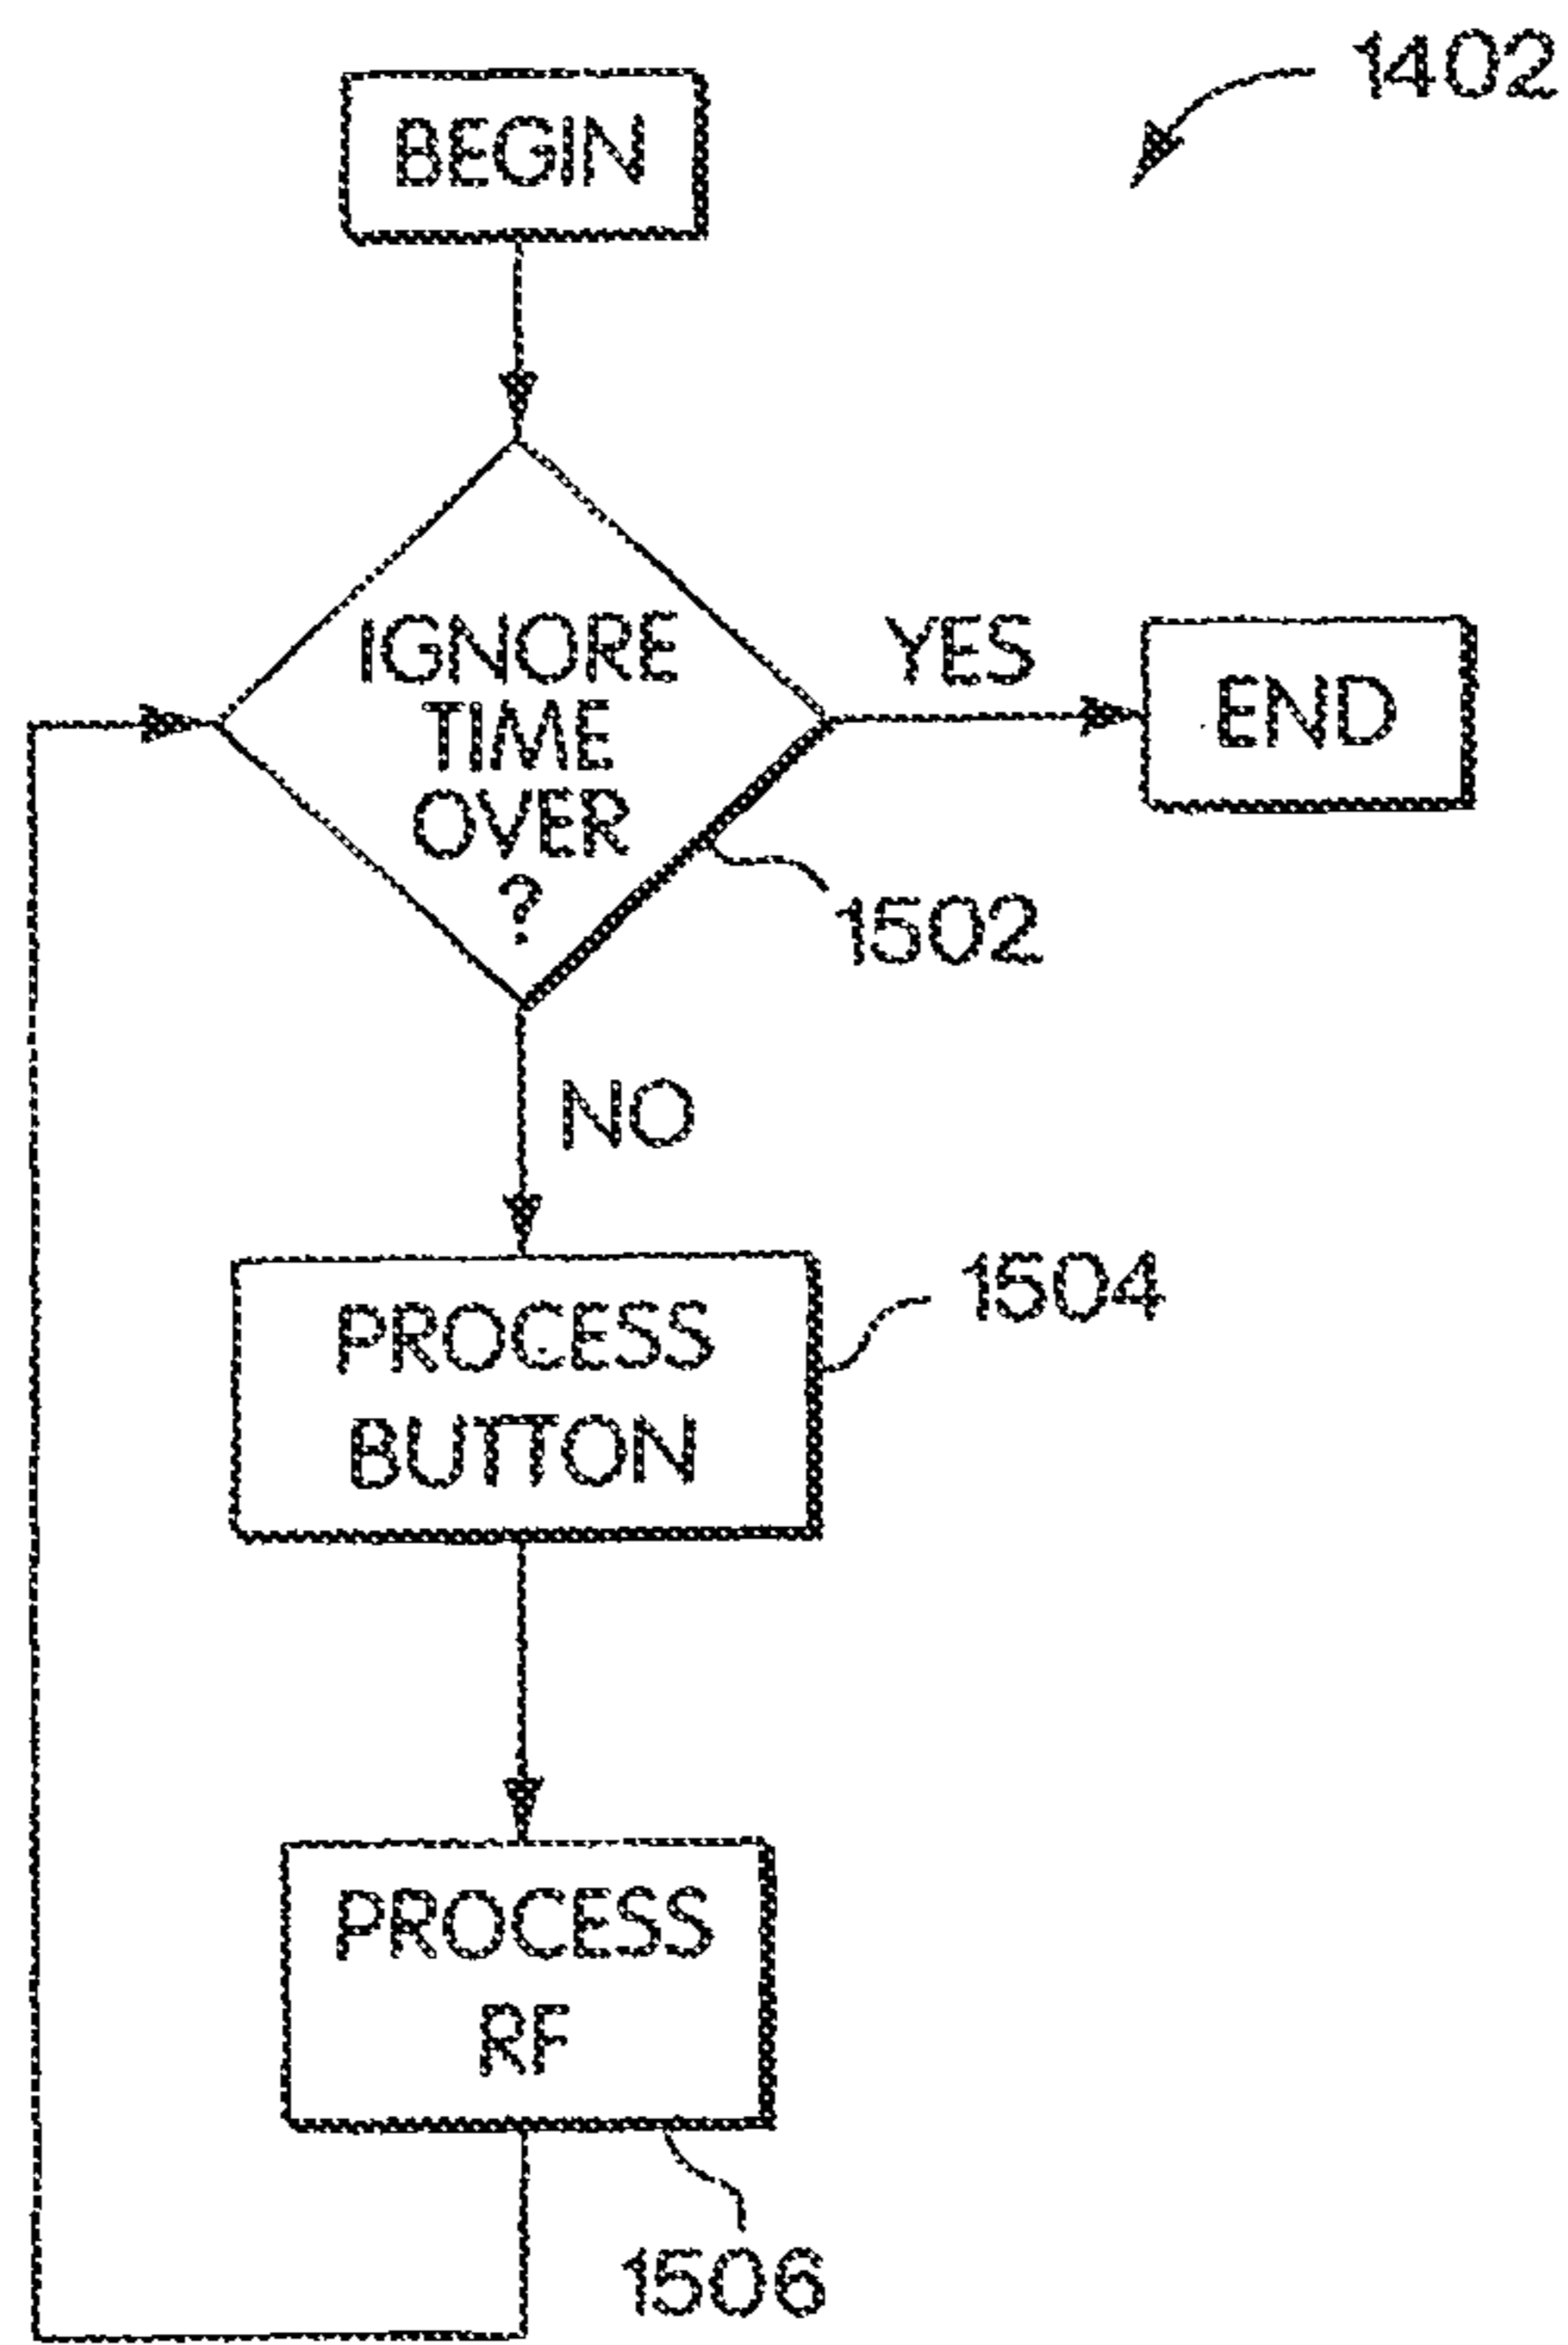 1402
BEGIN
IGNORE
TIME
OVER
?
YES
END
1502
NO
PROCESS
BUTTON
1504
PROCESS
RF
1506